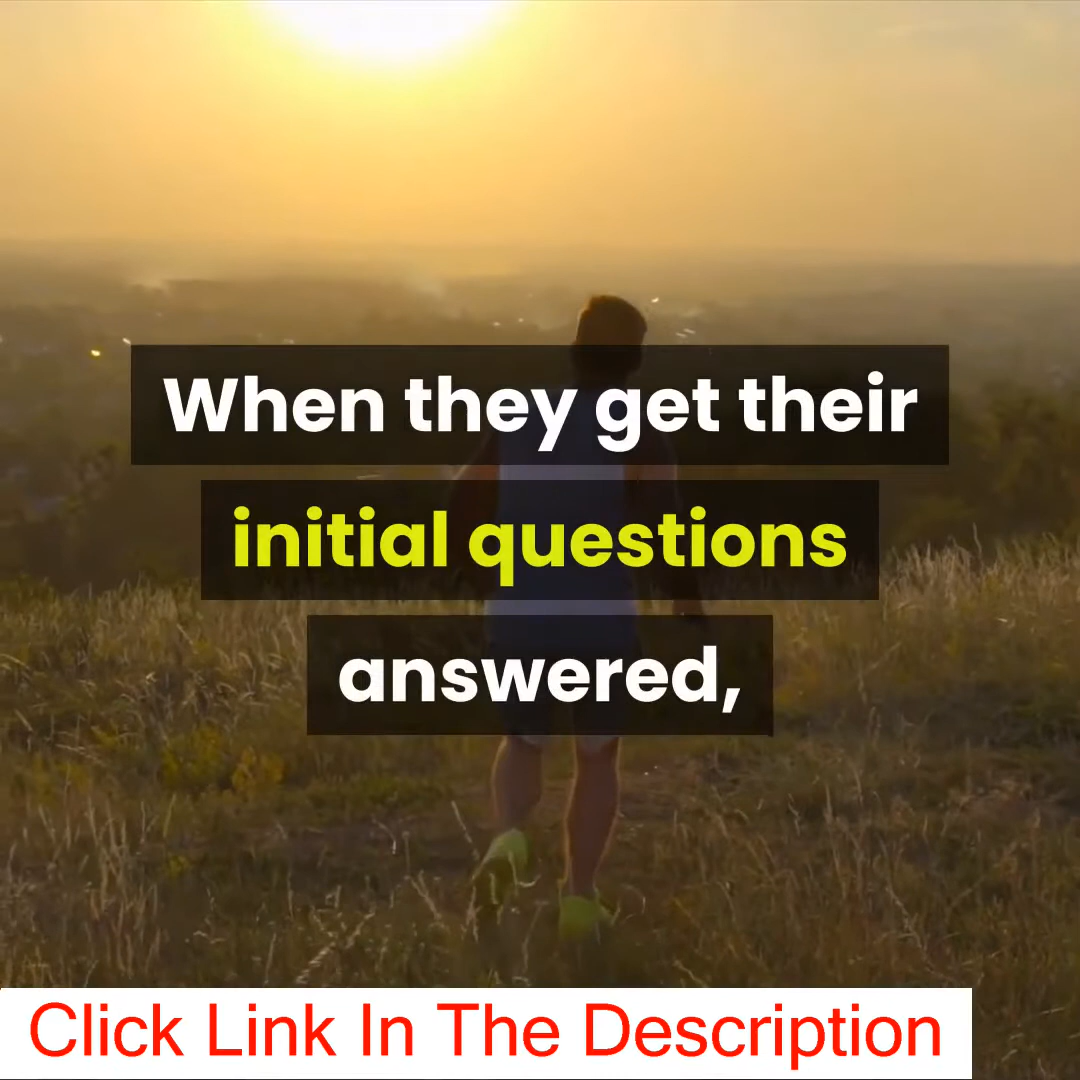 When they get their
initial questions
answered,
Click Link In The Description